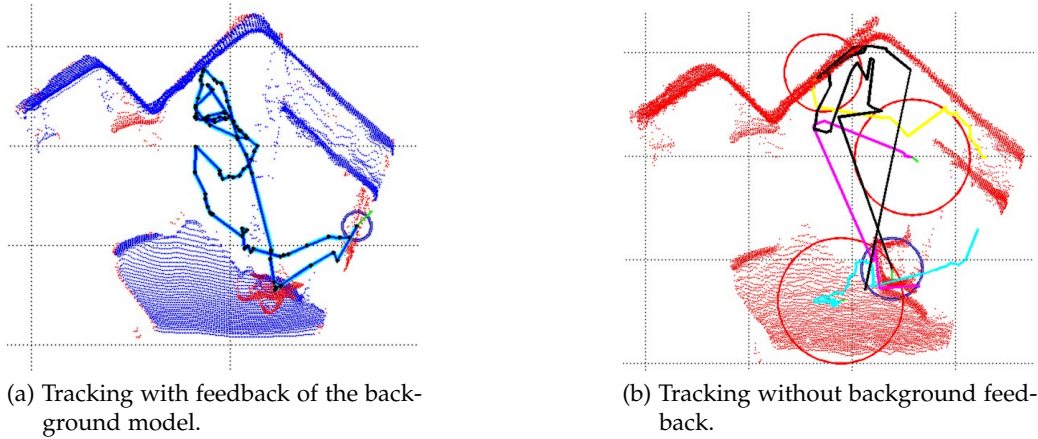 (a) Tracking with feedback of the back-
ground model.
(b) Tracking without background feed-
back.